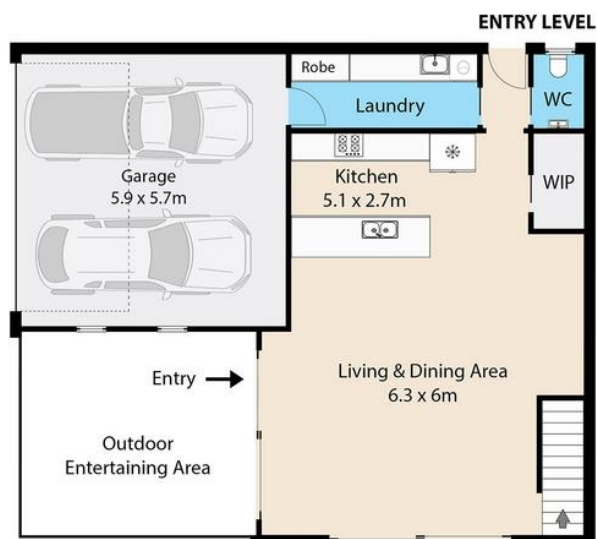 ENTRY LEVEL
Robe
Laundry
WC
Garage
5.9 x 5.7m
Kitchen
5.1 x 2.7m
WIP
Entry
Living & Dining Area
6.3 x 6m
Outdoor
Entertaining Area